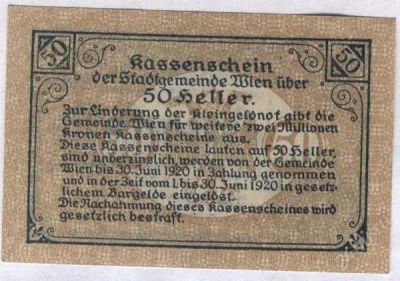 50 50
Kassenschein
der Stadtgemeinde Wien über
50 Heller.
Zur Linderung der Kleingeldnot gibt die
Gemeinde Wien für weitere zwei Millionen
Kronen Kassenscheine aus.
Diese Kassenscheine lauten auf 50 Heller,
sind unverzinslich, werden von der Gemeinde
Wien bis 30. Juni 1920 in Zahlung genommen
und in der Zeit vom 1. bis 30. Juni 1920 in gesetz-
lichem Bargelde eingelöst.
Die Nachahmung dieses Kassenscheines wird
gesetzlich bestraft.